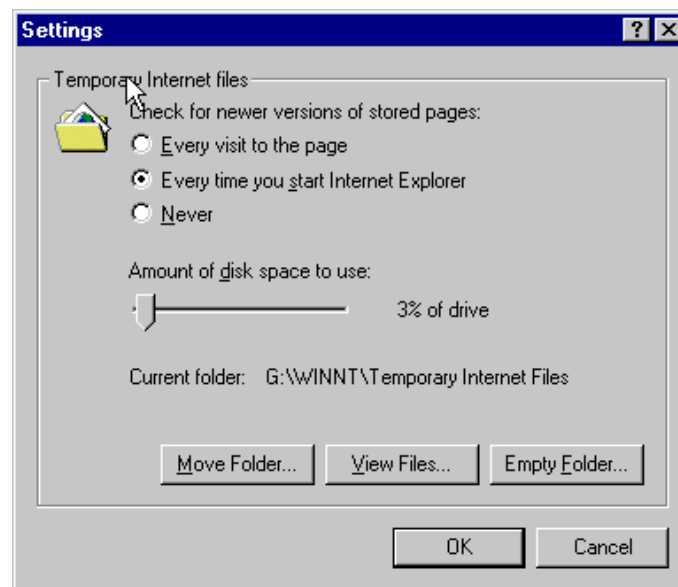 Settings
Temporary Internet files
Check for newer versions of stored pages:
Every visit to the page
Every time you start Internet Explorer
Never
Amount of disk space to use:
3% of drive
Current folder: G:\WINNT\Temporary Internet Files
Move Folder... View Files... Empty Folder...
OK Cancel